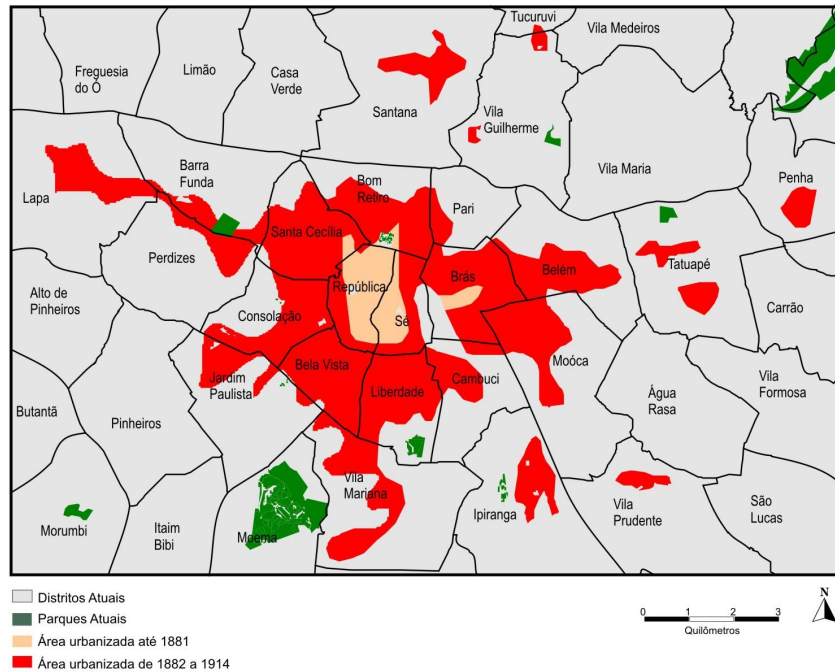 Tucuruvi
Vila Medeiros
Freguesia
do Ó
Limão
Casa
Verde
Santana
Vila
Guilherme
Vila Maria
Penha
Lapa
Barra
Funda
Bom
Retiro
Pari
Santa Cecília
Perdizes
República
Brás
Belém
Tatuapé
Alto de
Pinheiros
Consolação
Sé
Carrão
Bela Vista
Jardim
Paulista
Liberdade
Cambuci
Moóca
Água
Rasa
Vila
Formosa
Butantã
Pinheiros
Vila
Mariana
Ipiranga
Vila
Prudente
São
Lucas
Morumbi
Itaim
Bibi
Moema
Distritos Atuais
Parques Atuais
Área urbanizada até 1881
Área urbanizada de 1882 a 1914
0 1 2 3
Quilômetros
N